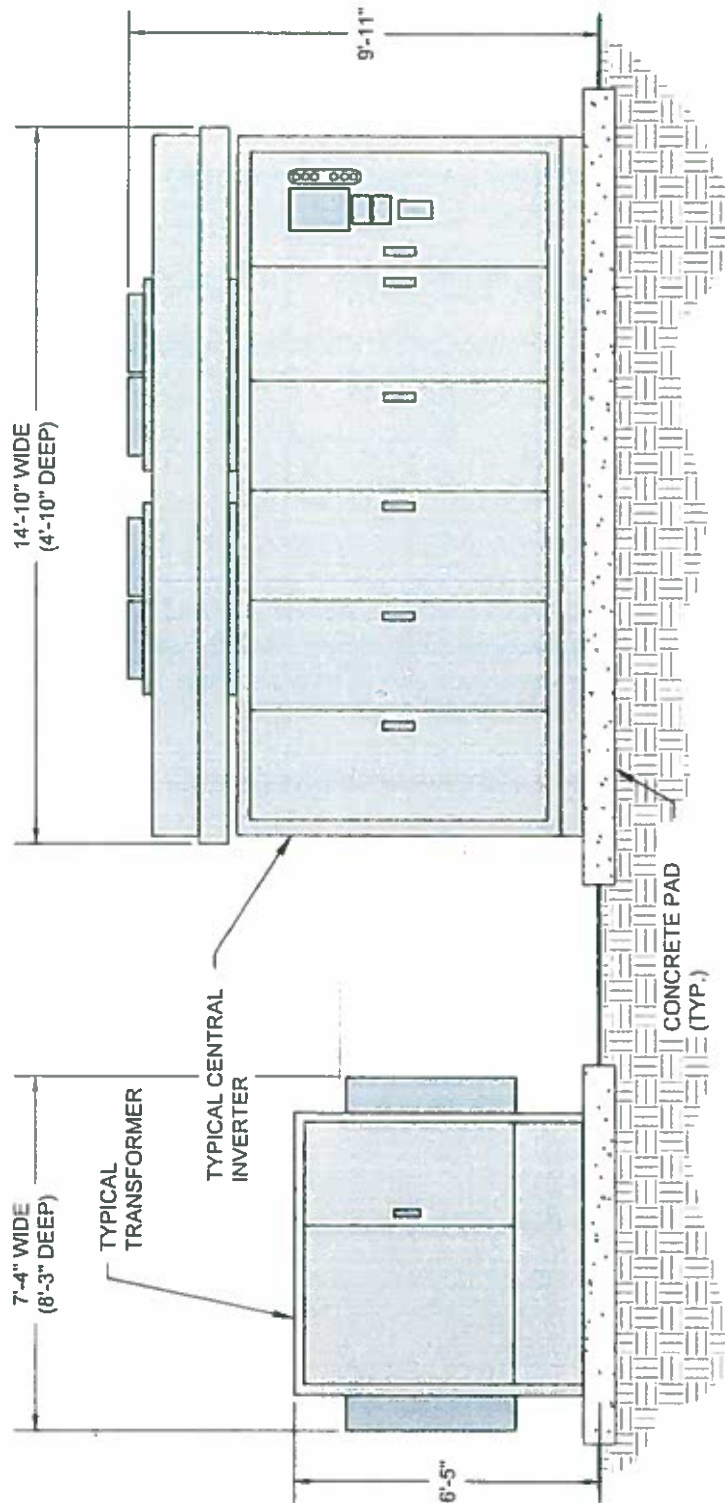 7'-4" WIDE
(8'-3" DEEP)
TYPICAL
TRANSFORMER
TYPICAL CENTRAL
INVERTER
6'-5"
14'-10" WIDE
(4'-10" DEEP)
9'-11"
CONCRETE PAD
(TYP.)